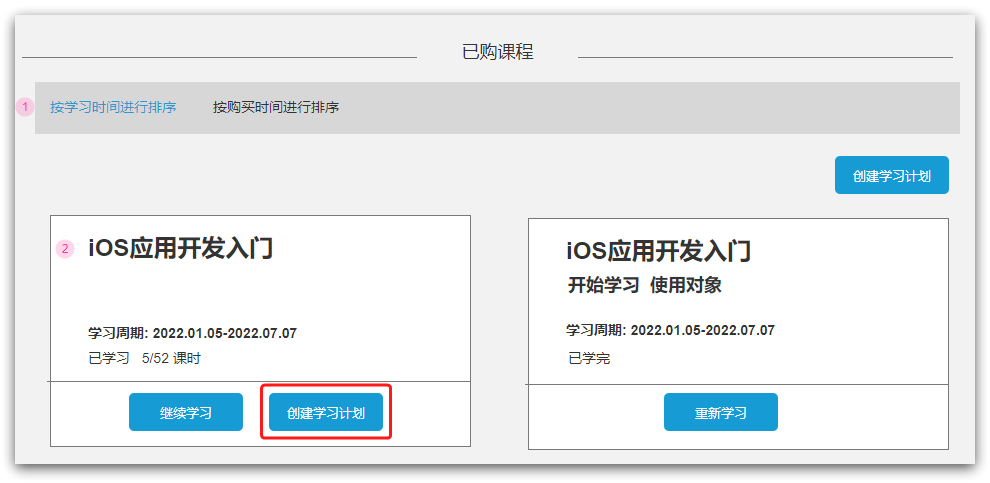 已购课程
1
按学习时间进行排序 按购买时间进行排序
创建学习计划
2
iOS应用开发入门
学习周期: 2022.01.05-2022.07.07
已学习 5/52 课时
继续学习 创建学习计划
iOS应用开发入门
开始学习 使用对象
学习周期: 2022.01.05-2022.07.07
已学完
重新学习